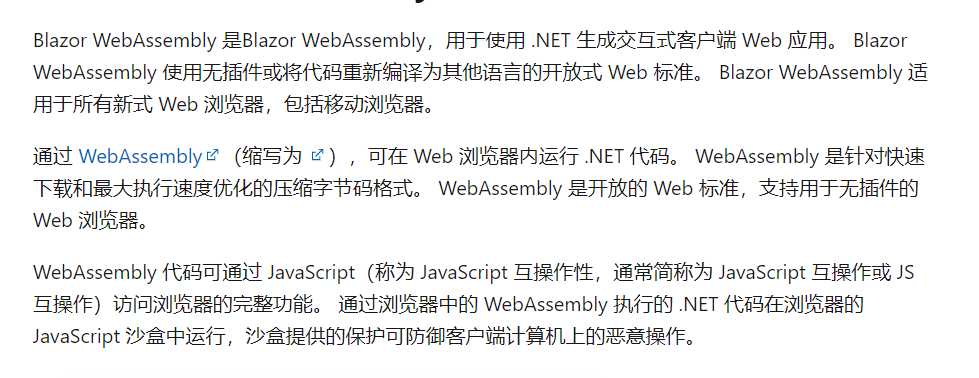 Blazor WebAssembly 是Blazor WebAssembly，用于使用 .NET 生成交互式客户端 Web 应用。 Blazor
WebAssembly 使用无插件或将代码重新编译为其他语言的开放式 Web 标准。 Blazor WebAssembly 适
用于所有新式 Web 浏览器，包括移动浏览器。
通过 WebAssembly（缩写为 ），可在 Web 浏览器内运行 .NET 代码。 WebAssembly 是针对快速
下载和最大执行速度优化的压缩字节码格式。 WebAssembly 是开放的 Web 标准，支持用于无插件的
Web 浏览器。
WebAssembly 代码可通过 JavaScript（称为 JavaScript 互操作性，通常简称为 JavaScript 互操作或 JS
互操作）访问浏览器的完整功能。 通过浏览器中的 WebAssembly 执行的 .NET 代码在浏览器的
JavaScript 沙盒中运行，沙盒提供的保护可防御客户端计算机上的恶意操作。